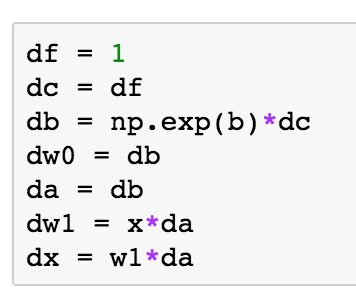 df = 1
dc = df
db = np.exp(b)*dc
dw0 = db
da = db
dw1 = x*da
dx = w1*da